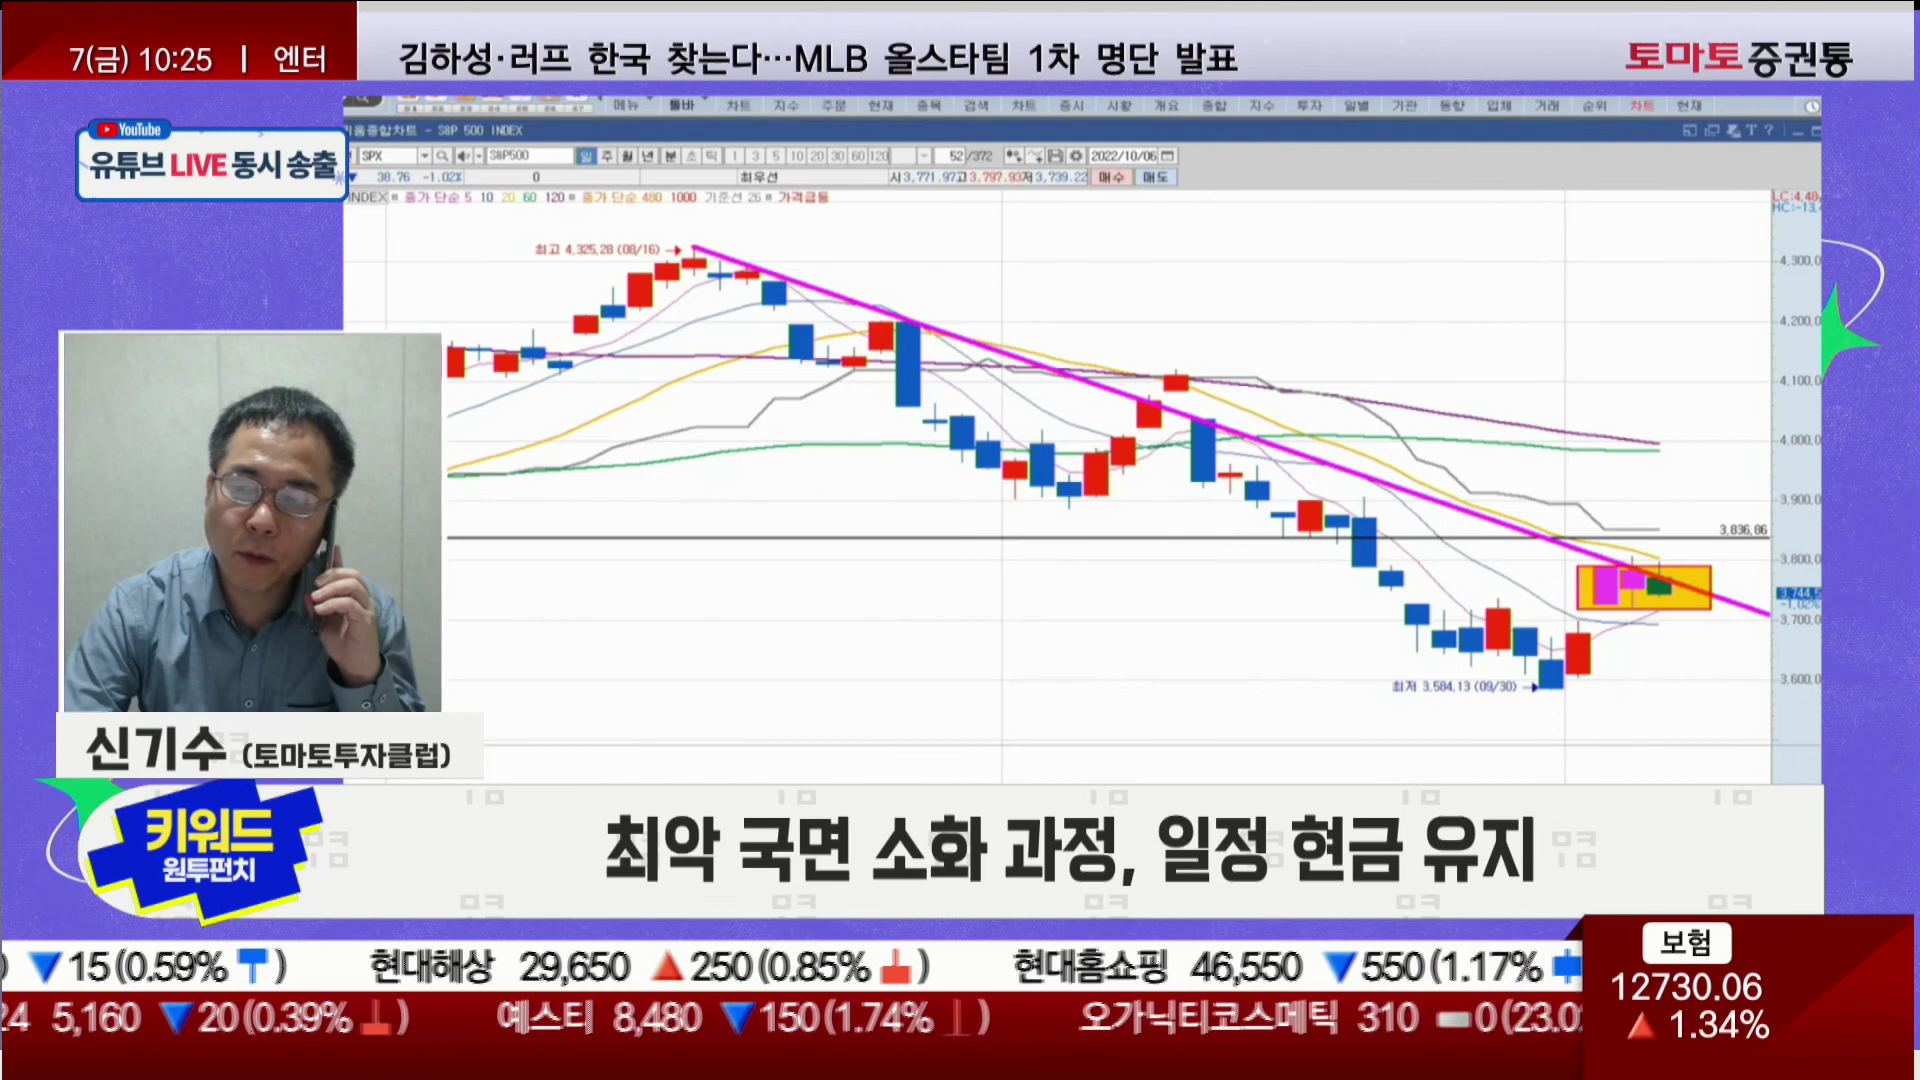 7(금) 10:25 | 엔터
김하성·러프 한국 찾는다…MLB 올스타팀 1차 명단 발표
토마토증권통
YouTube
유튜브 LIVE 동시 송출
메뉴 툴바 차트 지수 주문 현재 종목 검색 차트 증시 시황 개요 종합 지수 투자 일별 기관 동향 업체 거래 순위 차트 현재
키움종합차트 - S&P 500 INDEX
SPX S&P500 일 주 월 년 분 초 틱 1 3 5 10 20 30 60 120 52 /372 2022/10/06
▼ 38.76 -1.02% 0 최우선 시3,771.97고3,797.93저3,739.22 매수 매도
INDEX 종가 단순 5 10 20 60 120 종가 단순 480 1000 기준선 26 가격급등
최고 4,325.28 (08/16)
4,300.0
4,200.0
4,100.0
4,000.0
3,900.0
3,836.86
3,800.0
3,744.5
-1.02%
3,700.0
최저 3,584.13 (09/30)
3,600.0
신기수 (토마토투자클럽)
키워드
원투펀치
최악 국면 소화 과정, 일정 현금 유지
▼15(0.59% ) 현대해상 29,650 ▲250(0.85% ) 현대홈쇼핑 46,550 ▼550(1.17%
24 5,160 ▼20(0.39% ) 예스티 8,480 ▼150(1.74% ) 오가닉티코스메틱 310 0(23.0
보험
12730.06
▲ 1.34%